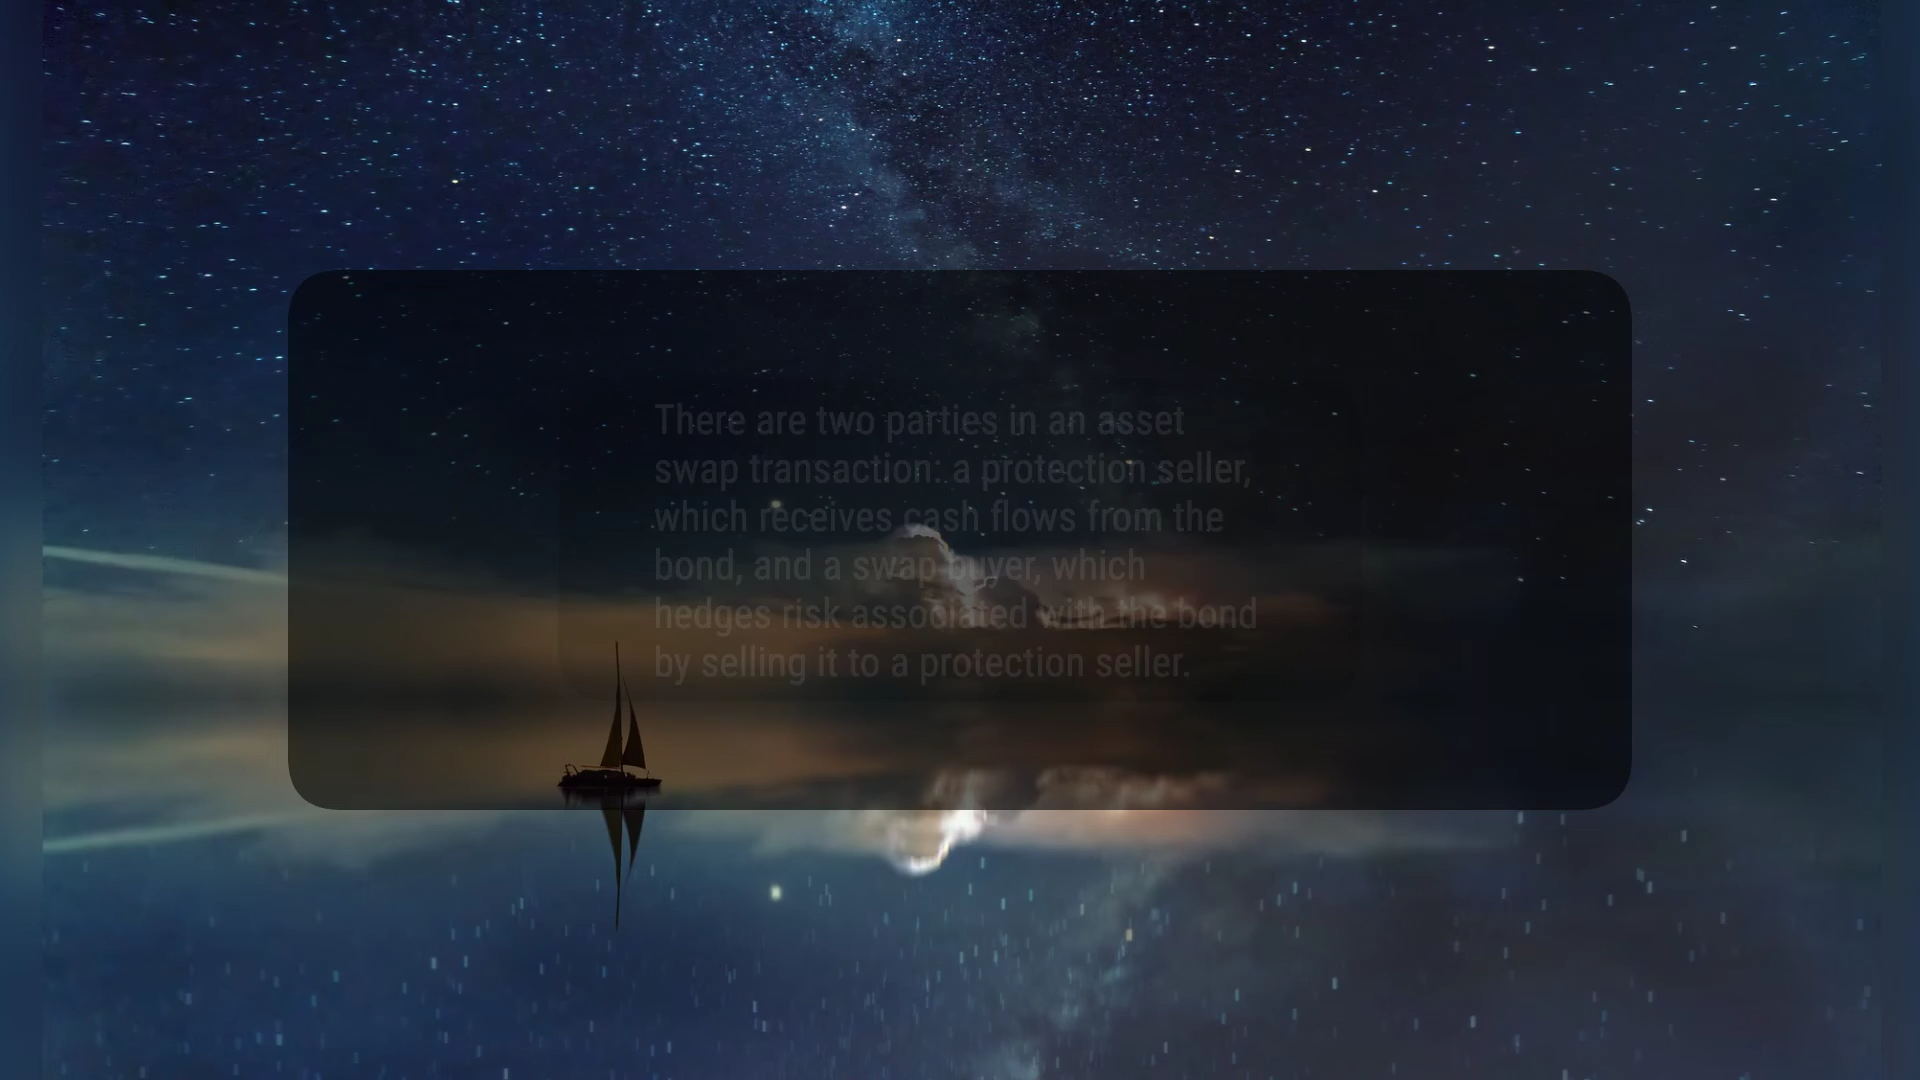 There are two parties in an asset
swap transaction: a protection seller,
which receives cash flows from the
bond, and a swap buyer, which
hedges risk associated with the bond
by selling it to a protection seller.